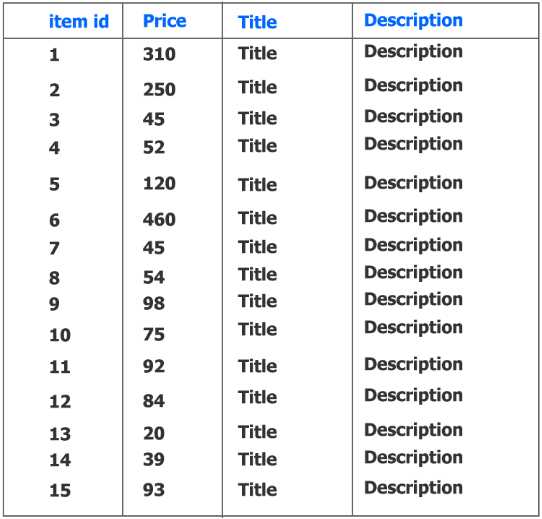 item id Price Title Description
1 310 Title Description
2 250 Title Description
3 45 Title Description
4 52 Title Description
5 120 Title Description
6 460 Title Description
7 45 Title Description
8 54 Title Description
9 98 Title Description
10 75 Title Description
11 92 Title Description
12 84 Title Description
13 20 Title Description
14 39 Title Description
15 93 Title Description